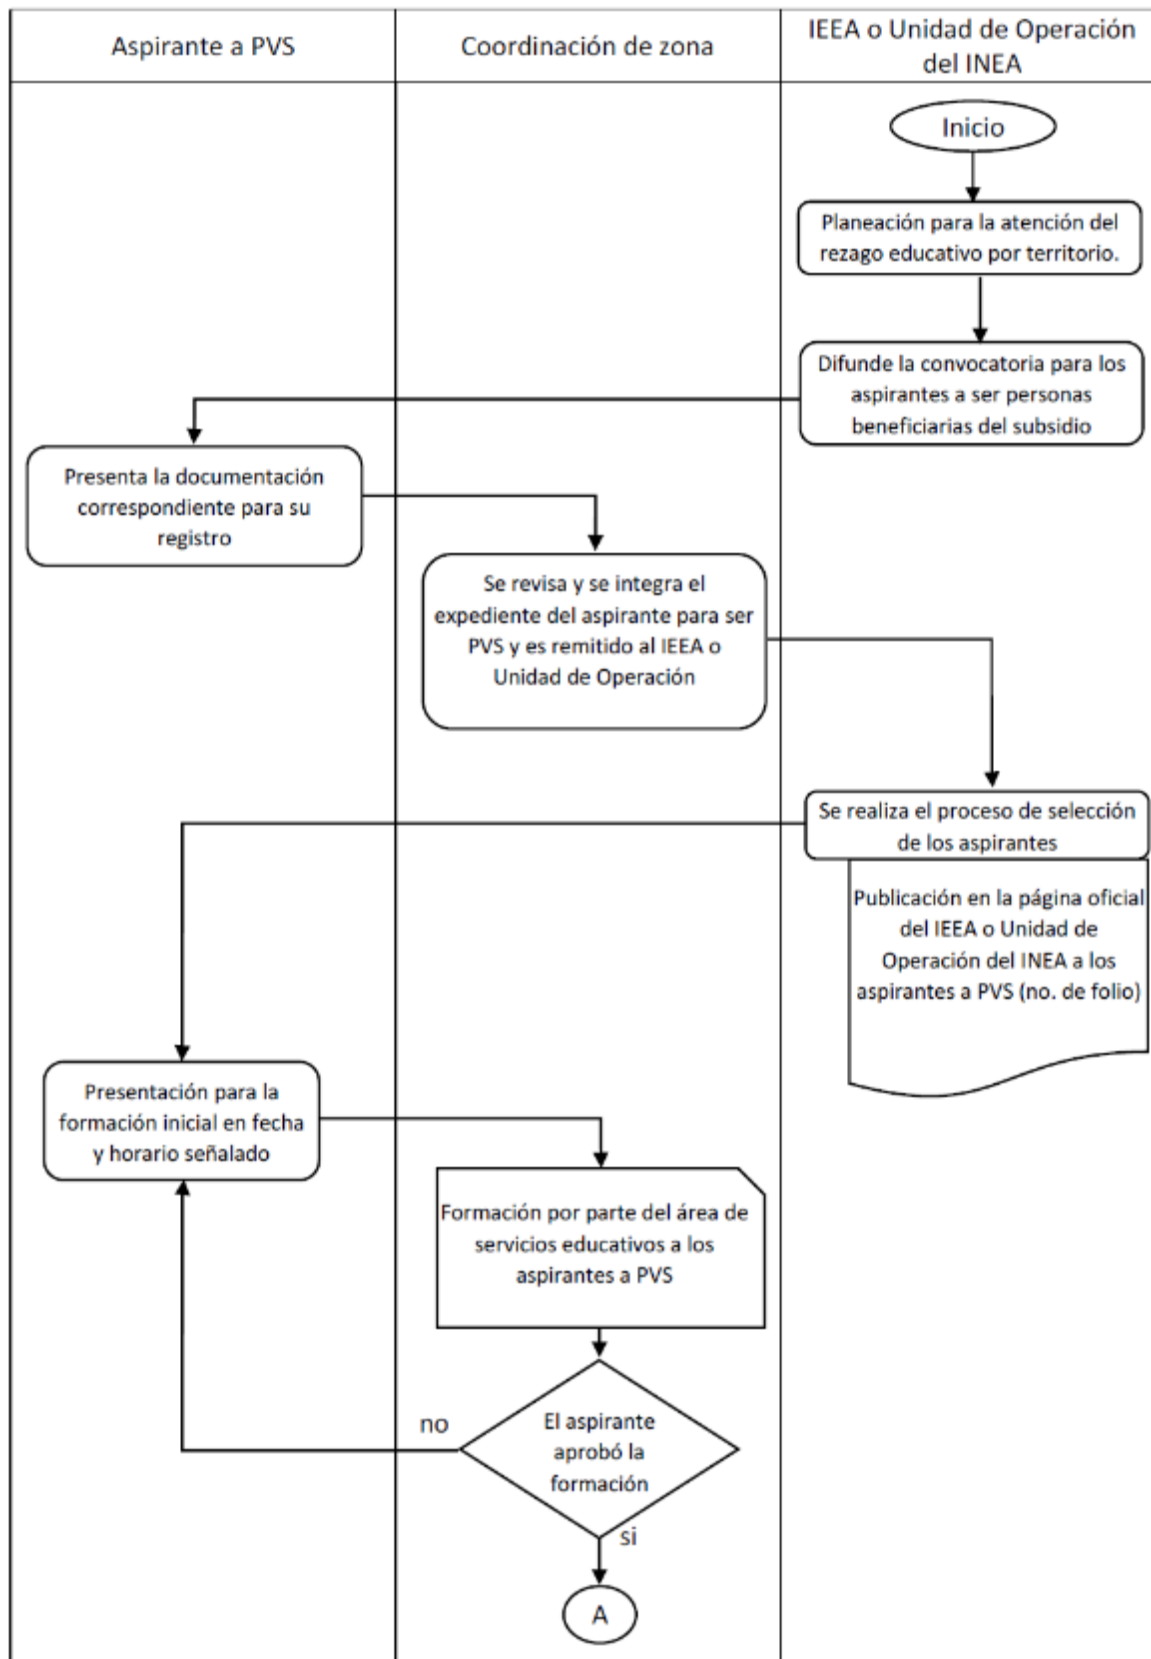 Aspirante a PVS
Coordinación de zona
IEEA o Unidad de Operación
del INEA
Inicio
Planeación para la atención del
rezago educativo por territorio.
Difunde la convocatoria para los
aspirantes a ser personas
beneficiarias del subsidio
Presenta la documentación
correspondiente para su
registro
Se revisa y se integra el
expediente del aspirante para ser
PVS y es remitido al IEEA o
Unidad de Operación
Se realiza el proceso de selección
de los aspirantes
Publicación en la página oficial
del IEEA o Unidad de
Operación del INEA a los
aspirantes a PVS (no. de folio)
Presentación para la
formación inicial en fecha
y horario señalado
Formación por parte del área de
servicios educativos a los
aspirantes a PVS
no
El aspirante
aprobó la
formación
si
A